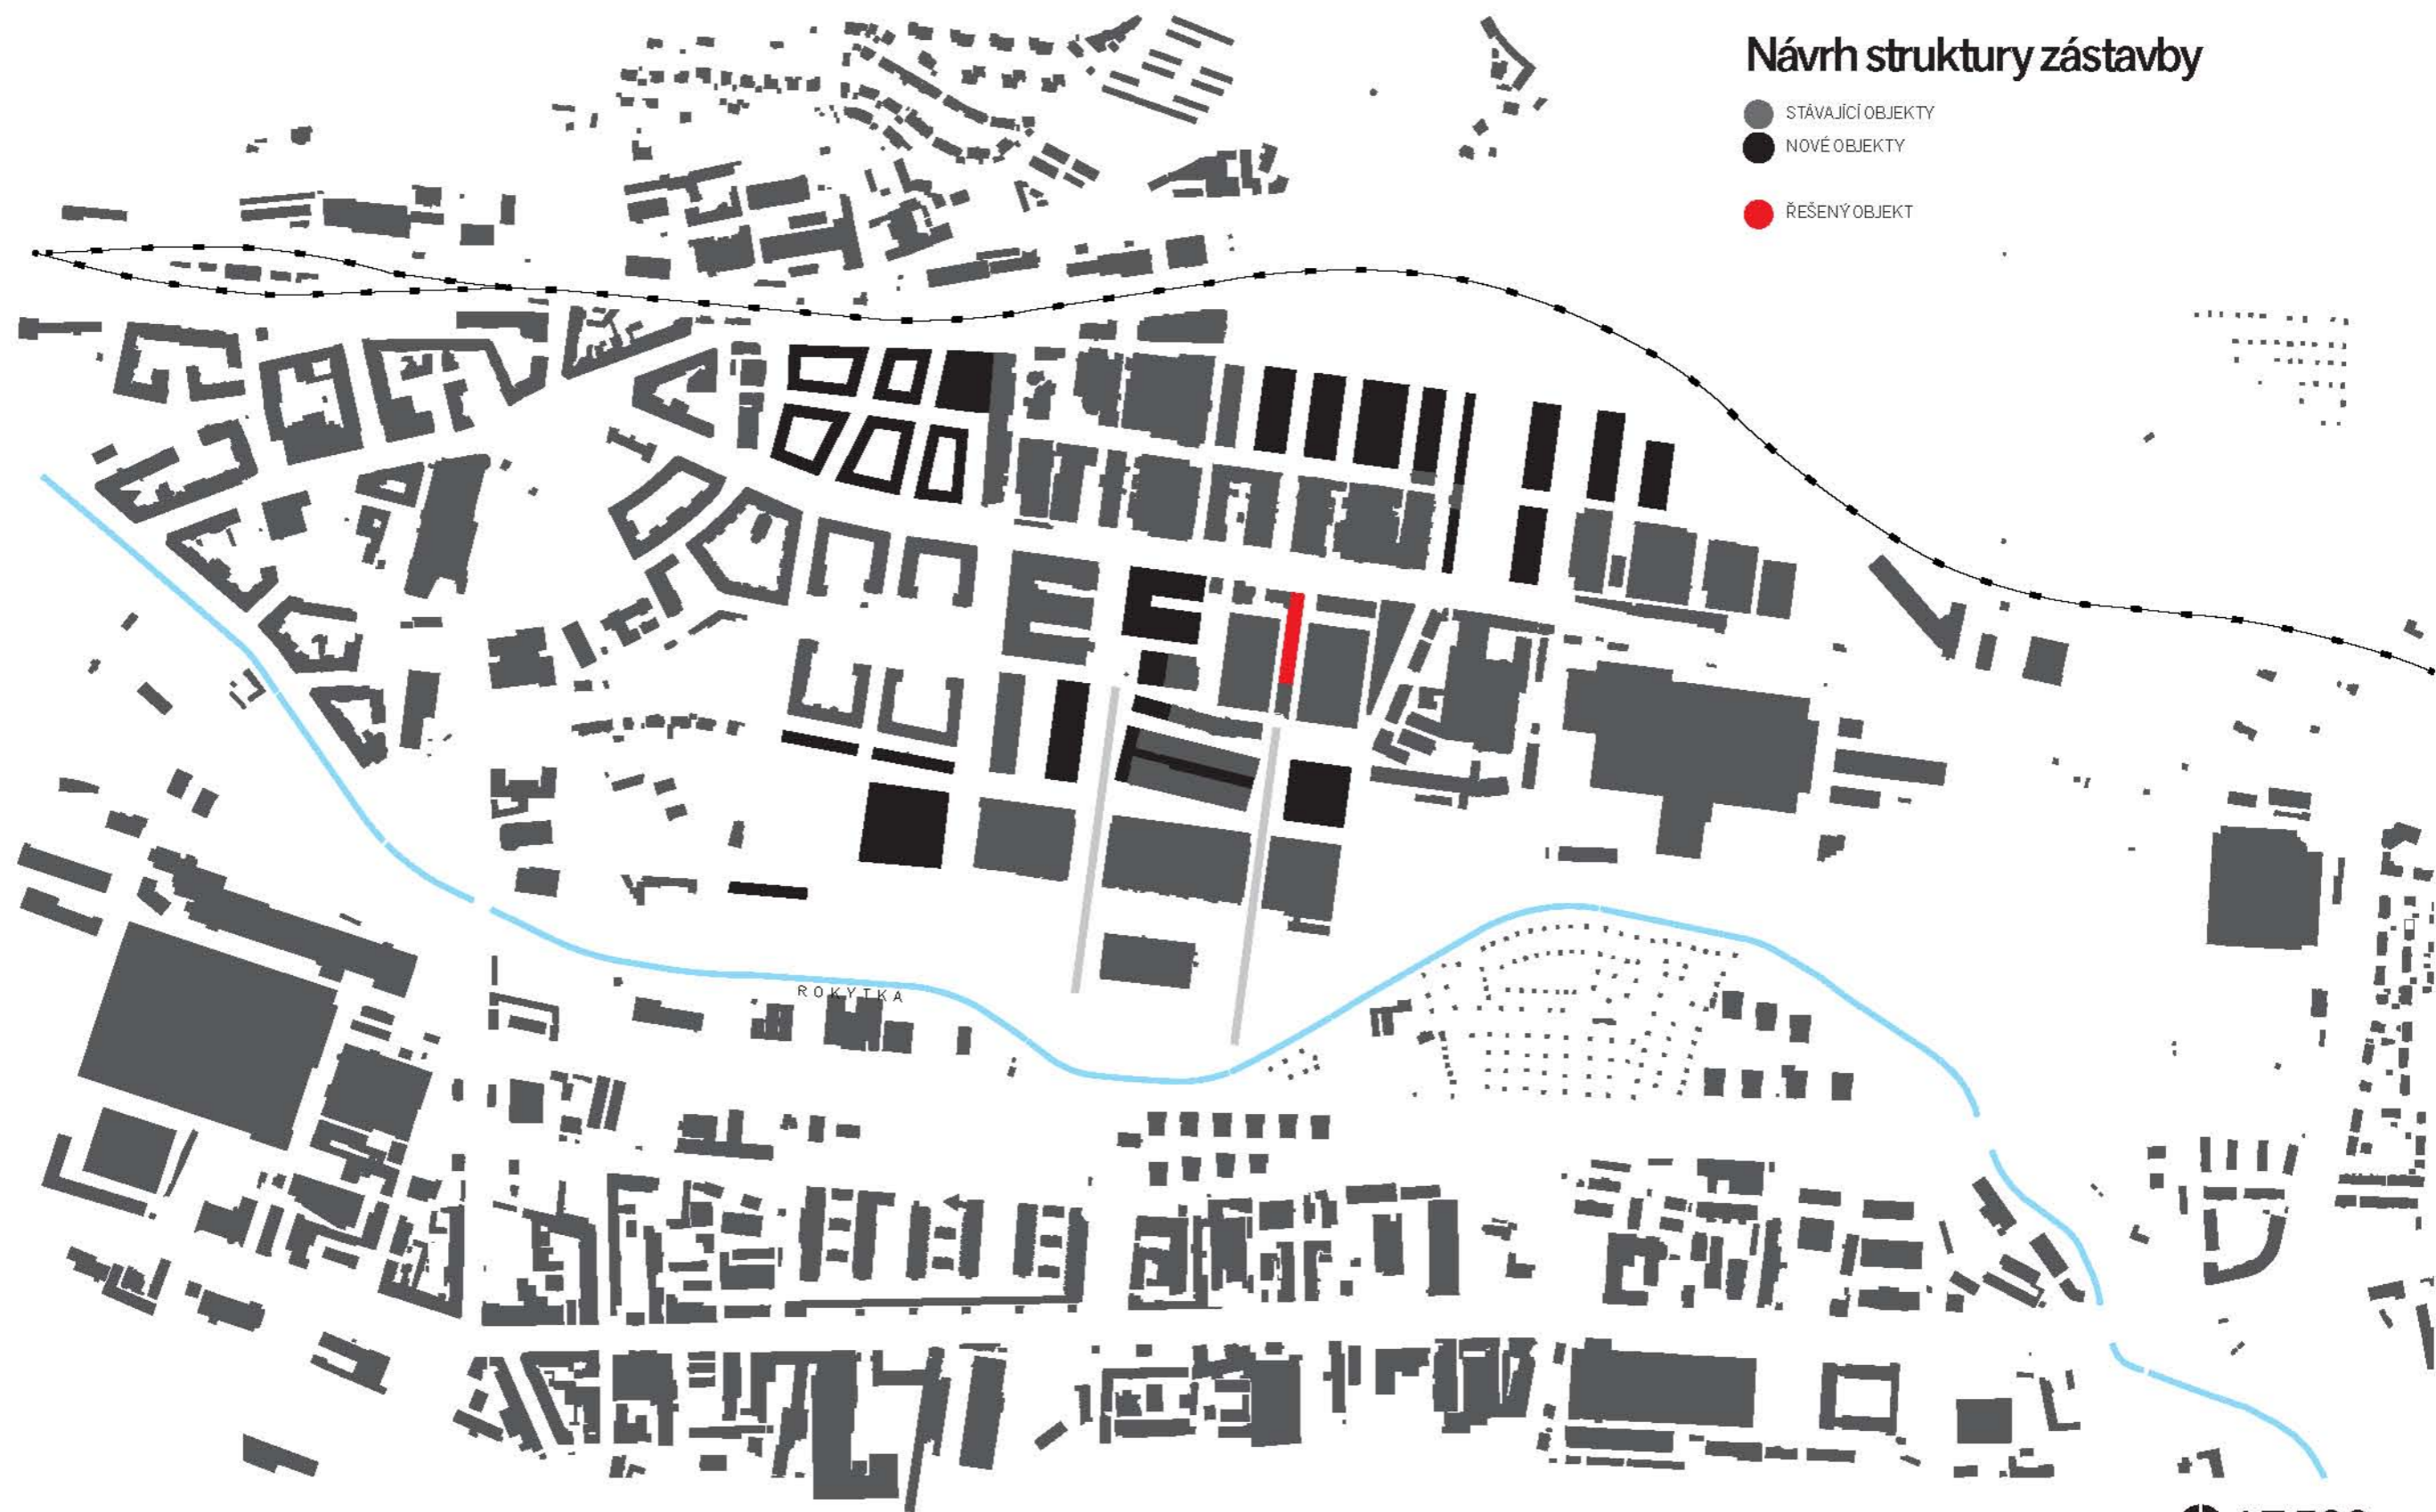 Návrh struktury zástavby
STÁVAJÍCÍ OBJEKTY
NOVÉ OBJEKTY
ŘEŠENÝ OBJEKT
ROKYTKA